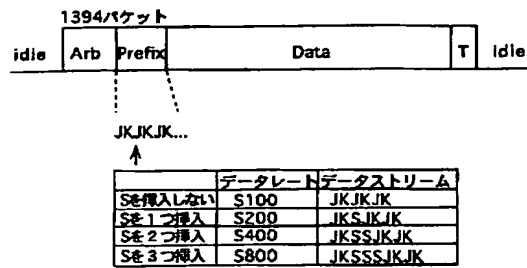 1394パケット
idle Arb Prefix Data T idle
JKJKJK...
データレート データストリーム
Sを挿入しない S100 JKJKJK
Sを1つ挿入 S200 JKSJKJK
Sを2つ挿入 S400 JKSSJKJK
Sを3つ挿入 S800 JKSSSJKJK